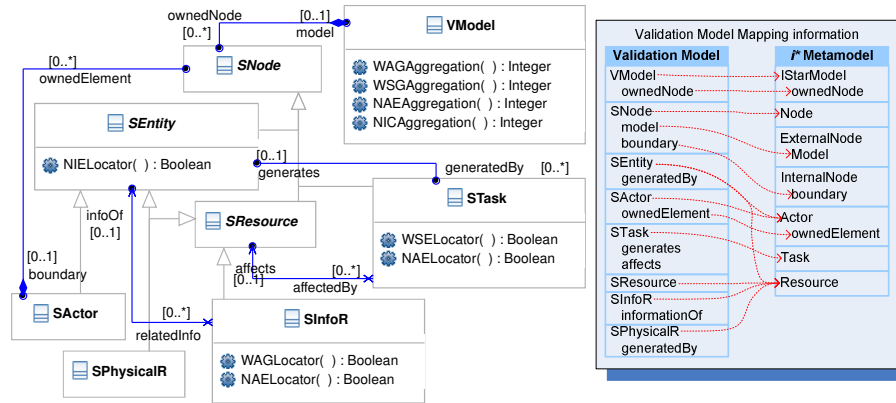 ownedNode
[0..*]
[0..1]
model
VModel
WAGAggregation( ) : Integer
WSGAggregation( ) : Integer
NAEAggregation( ) : Integer
NICAggregation( ) : Integer
SNode
[0..*]
ownedElement
SEntity
NIELocator( ) : Boolean
[0..1]
generates
generatedBy
[0..*]
STask
WSELocator( ) : Boolean
NAELocator( ) : Boolean
infoOf
[0..1]
SResource
[0..1]
boundary
affects
[0..1]
[0..*]
affectedBy
SActor
[0..*]
relatedInfo
SInfoR
WAGLocator( ) : Boolean
NAELocator( ) : Boolean
SPhysicalR
Validation Model Mapping information
Validation Model
VModel
ownedNode
SNode
model
boundary
SEntity
generatedBy
SActor
ownedElement
STask
generates
affects
SResource
SInfoR
informationOf
SPhysicalR
generatedBy
i* Metamodel
IStarModel
ownedNode
Node
ExternalNode
Model
InternalNode
boundary
Actor
ownedElement
Task
Resource